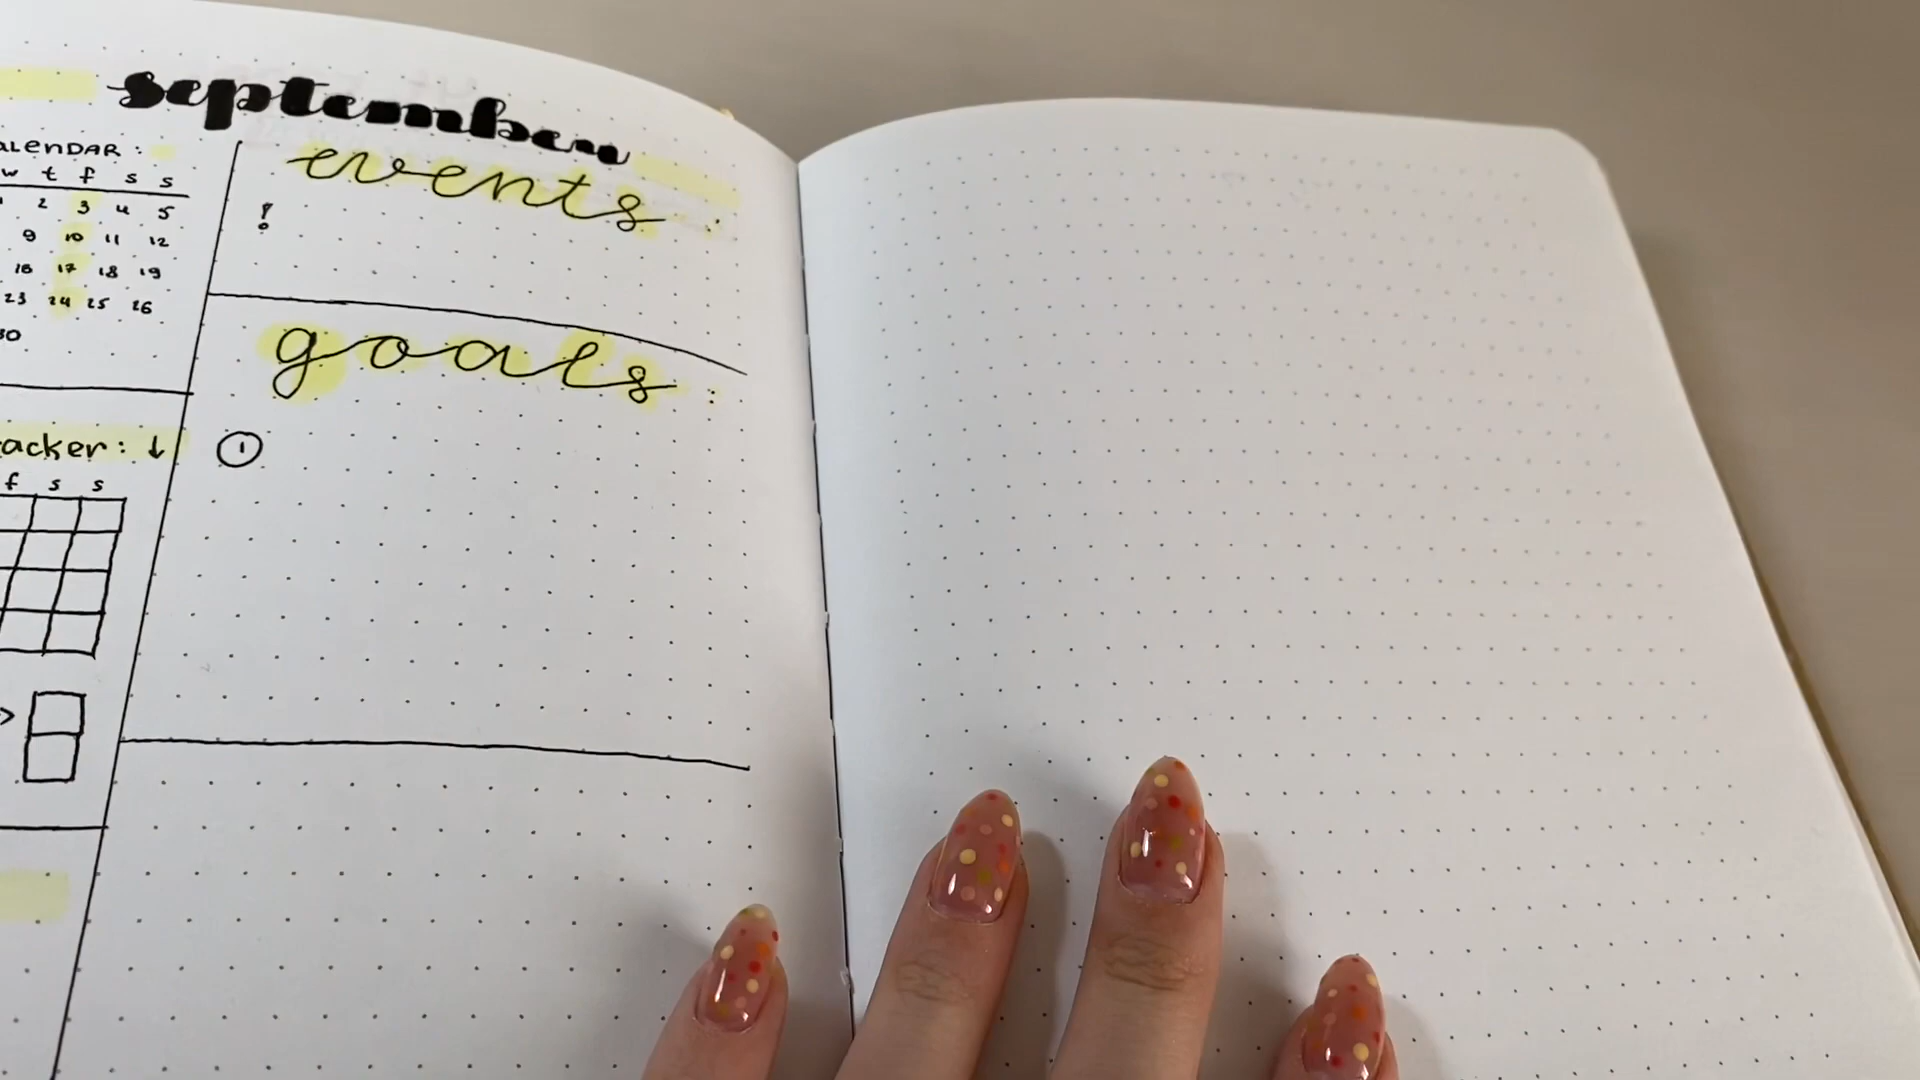 september
CALENDAR :
w t f s s
1 2 3 4 5
9 10 11 12
16 17 18 19
23 24 25 26
30
events :
!
goals :
1
acker: ↓
f s s